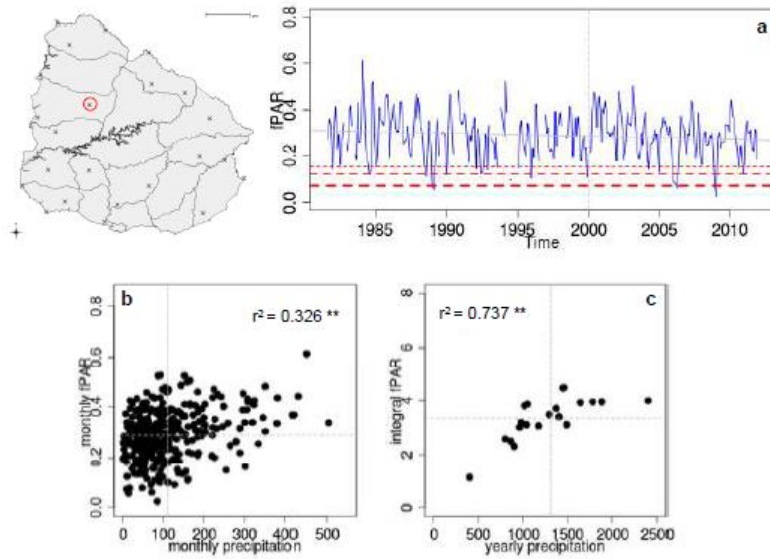 a
fPAR
0.8
0.6
0.4
0.2
0.0
1985 1990 1995 2000 2005 2010
Time
b
r² = 0.326 **
monthly fPAR
0.8
0.6
0.4
0.2
0.0
0 100 200 300 400 500
monthly precipitation
c
r² = 0.737 **
integral fPAR
8
6
4
2
0
0 500 1000 1500 2000 2500
yearly precipitation